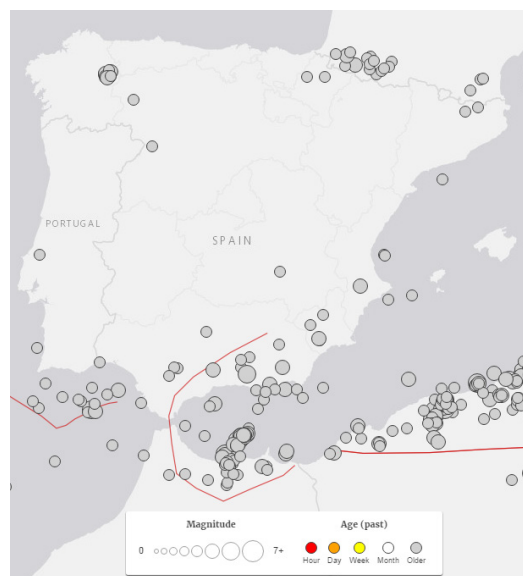 PORTUGAL
SPAIN
Magnitude
0 7+
Age (past)
Hour Day Week Month Older